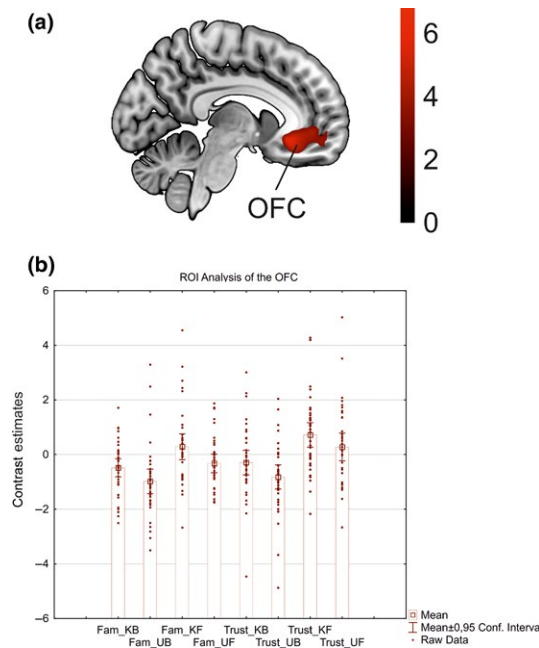 (a)
6
4
2
0
OFC
(b)
ROI Analysis of the OFC
Contrast estimates
6
4
2
0
-2
-4
-6
Fam_KB Fam_KF Trust_KB Trust_KF
Fam_UB Fam_UF Trust_UB Trust_UF
Mean
Mean±0,95 Conf. Interva
Raw Data